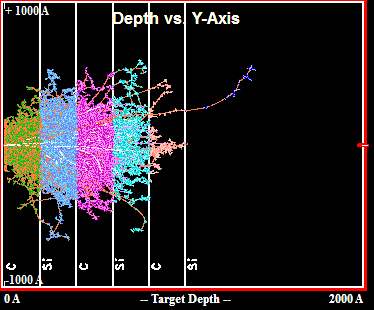 + 1000 A
Depth vs. Y-Axis
C
Si
C
Si
C
Si
-1000 A
0 A
-- Target Depth --
2000 A